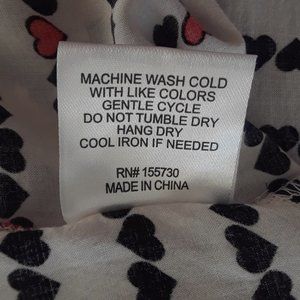 MACHINE WASH COLD
WITH LIKE COLORS
GENTLE CYCLE
DO NOT TUMBLE DRY
HANG DRY
COOL IRON IF NEEDED
RN# 155730
MADE IN CHINA